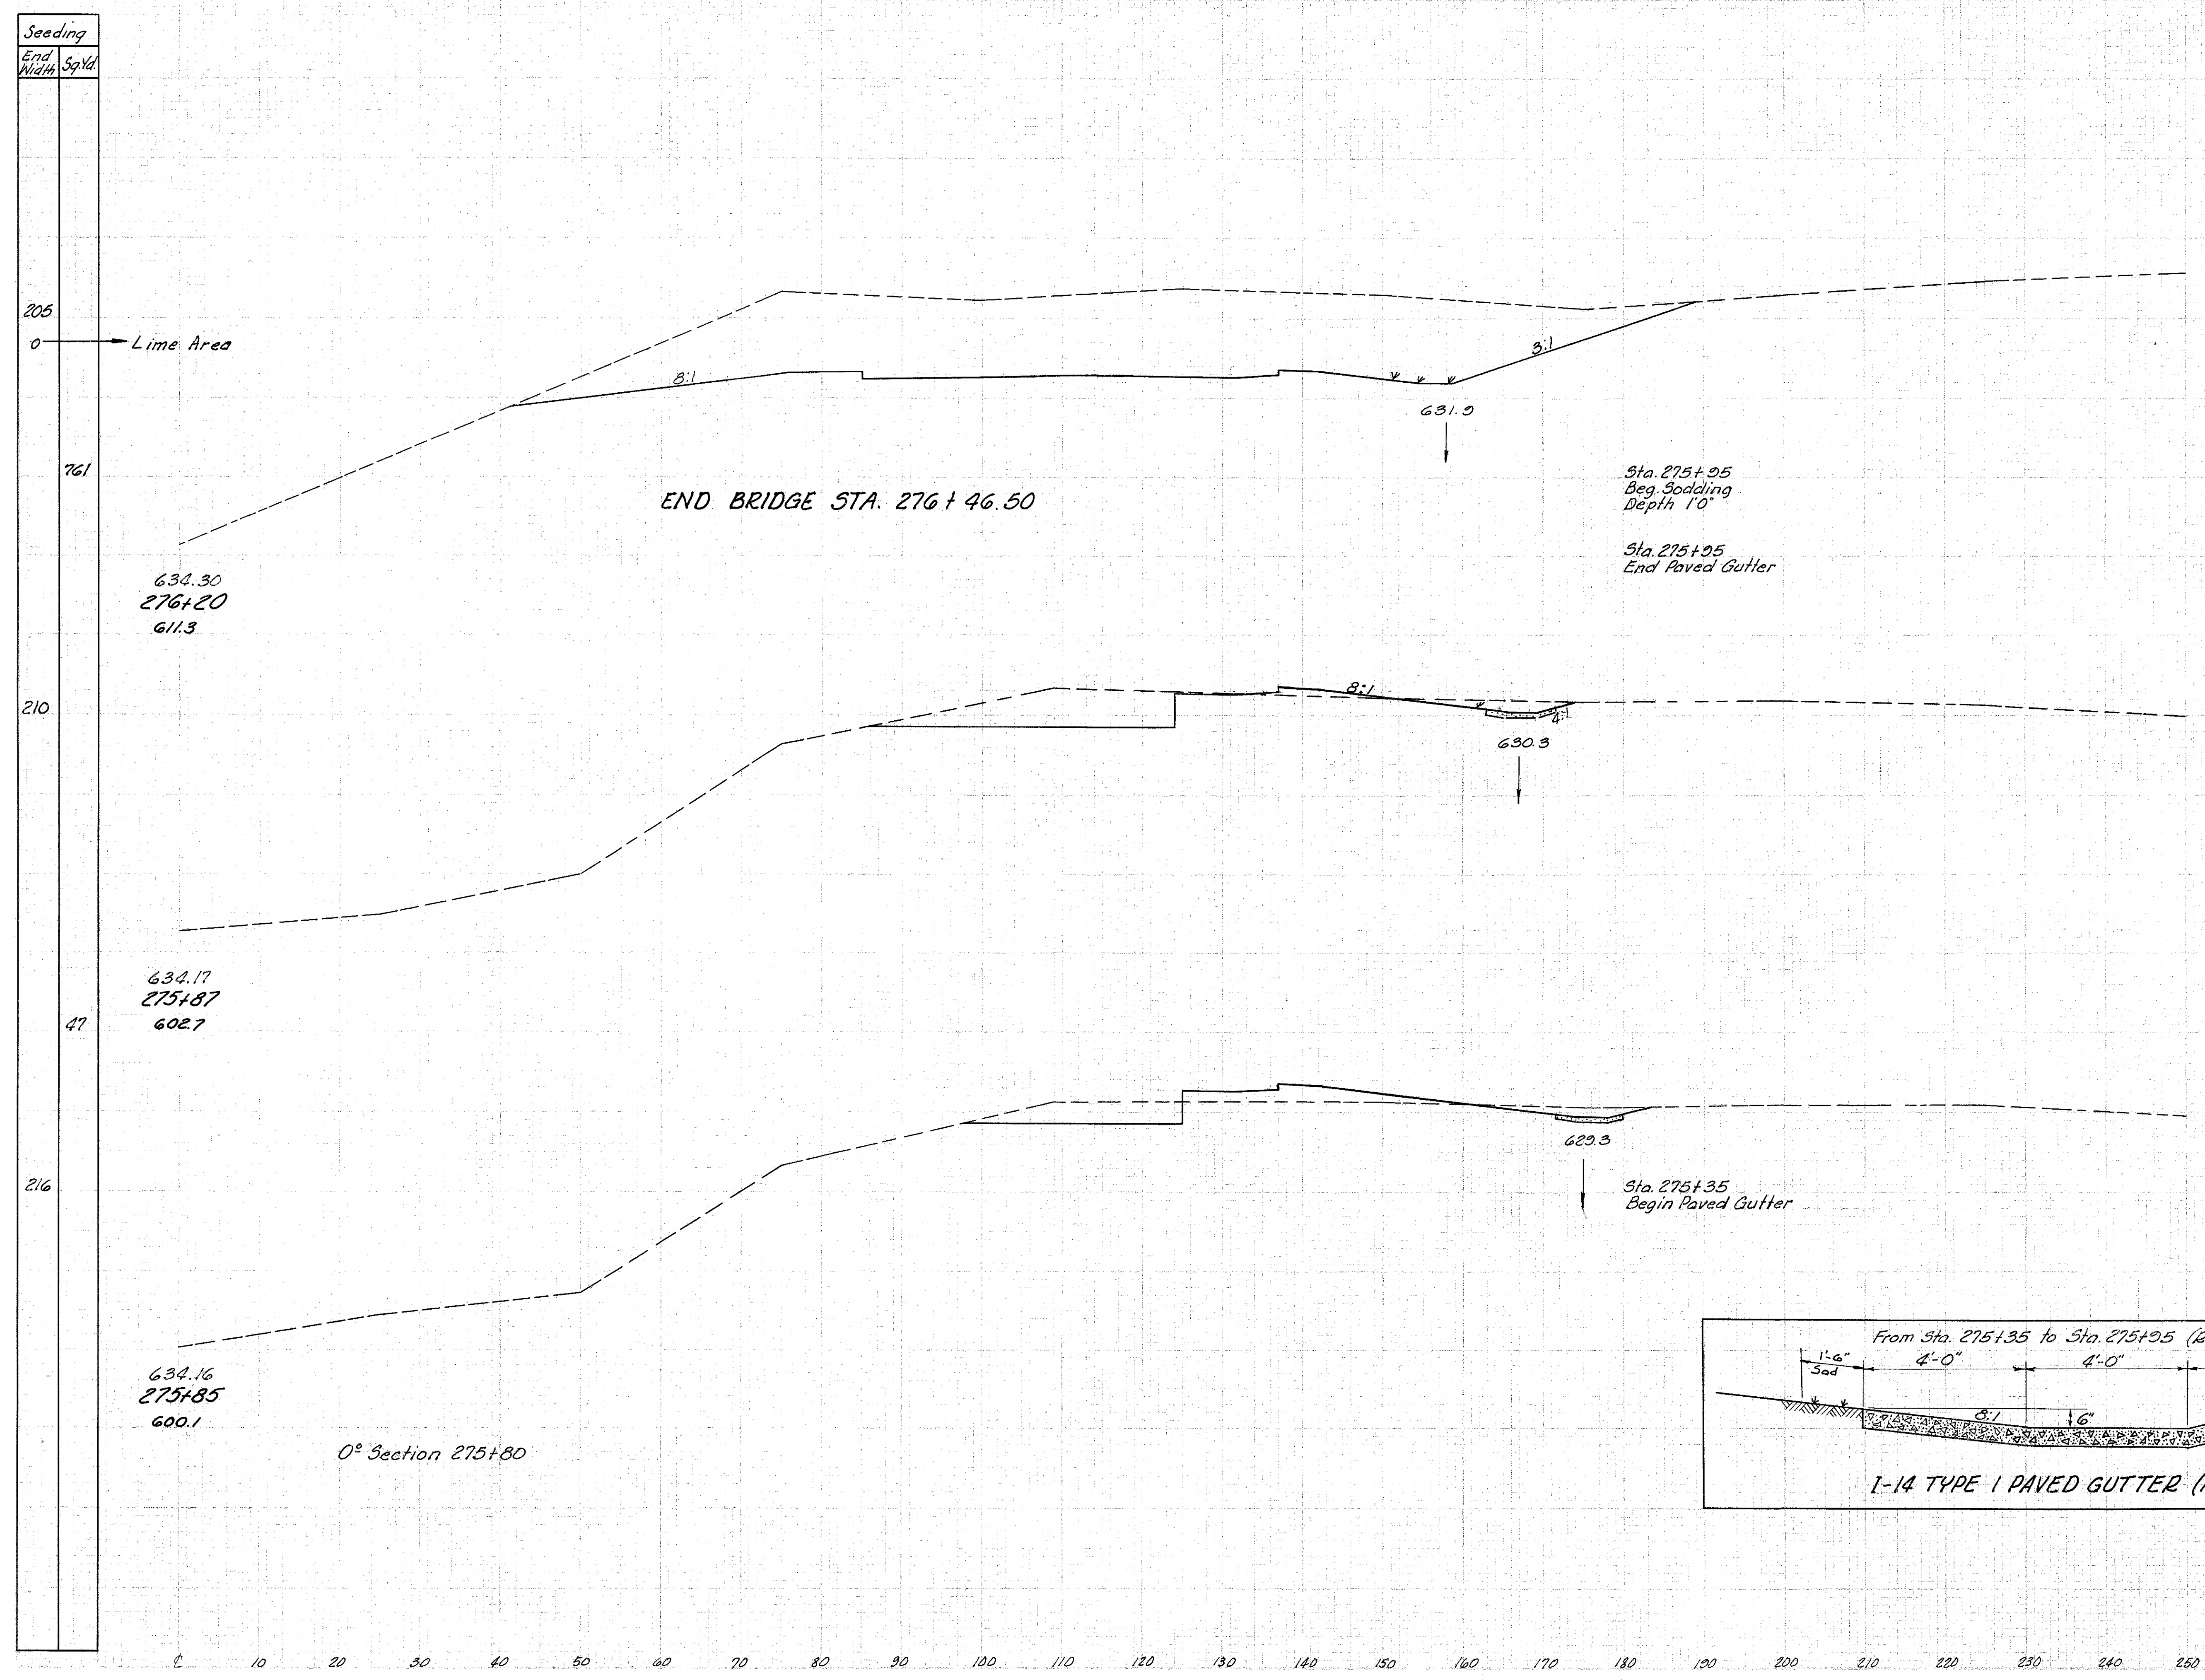 Seeding
End Width
Sq.Yd.
205
0
Lime Area
8:1
3:1
631.9
761
END BRIDGE STA. 276+46.50
Sta. 275+95
Beg. Sodding
Depth 1'0"
Sta. 275+95
End Paved Gutter
634.30
276+20
611.3
210
8:1
4:1
630.3
634.17
275+87
602.7
47
629.3
216
Sta. 275+35
Begin Paved Gutter
634.16
275+85
600.1
0° Section 275+80
From Sta. 275+35 to Sta. 275+95
1'-6"
Sod
4'-0"
4'-0"
8:1
6"
I-14 TYPE 1 PAVED GUTTER
℄ 10 20 30 40 50 60 70 80 90 100 110 120 130 140 150 160 170 180 190 200 210 220 230 240 250